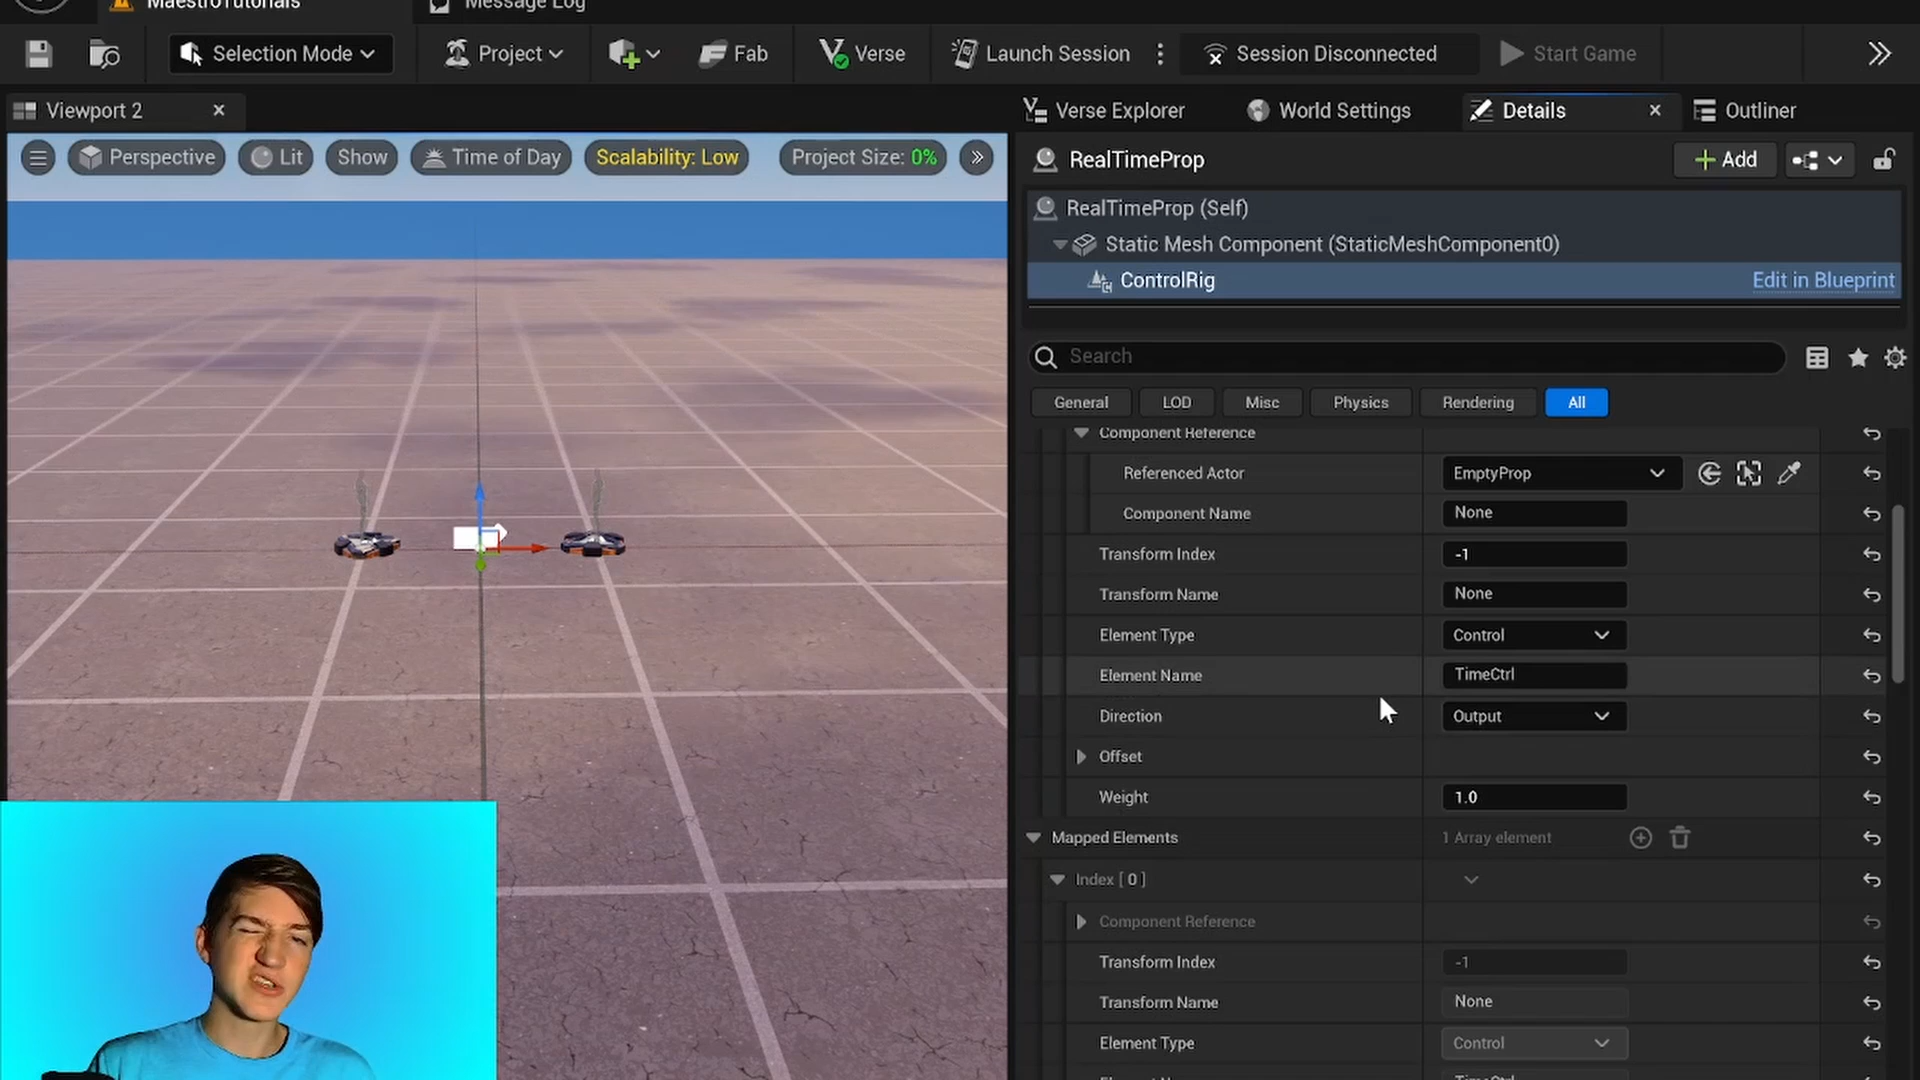 MaestroTutorials
Message Log
Selection Mode
Project
Fab
Verse
Launch Session
Session Disconnected
Start Game
Viewport 2
Verse Explorer
World Settings
Details
Outliner
Perspective
Lit
Show
Time of Day
Scalability: Low
Project Size: 0%
RealTimeProp
Add
RealTimeProp (Self)
Static Mesh Component (StaticMeshComponent0)
ControlRig
Edit in Blueprint
Search
General
LOD
Misc
Physics
Rendering
All
Component Reference
Referenced Actor
EmptyProp
Component Name
None
Transform Index
-1
Transform Name
None
Element Type
Control
Element Name
TimeCtrl
Direction
Output
Offset
Weight
1.0
Mapped Elements
1 Array element
Index [ 0 ]
Component Reference
Transform Index
-1
Transform Name
None
Element Type
Control